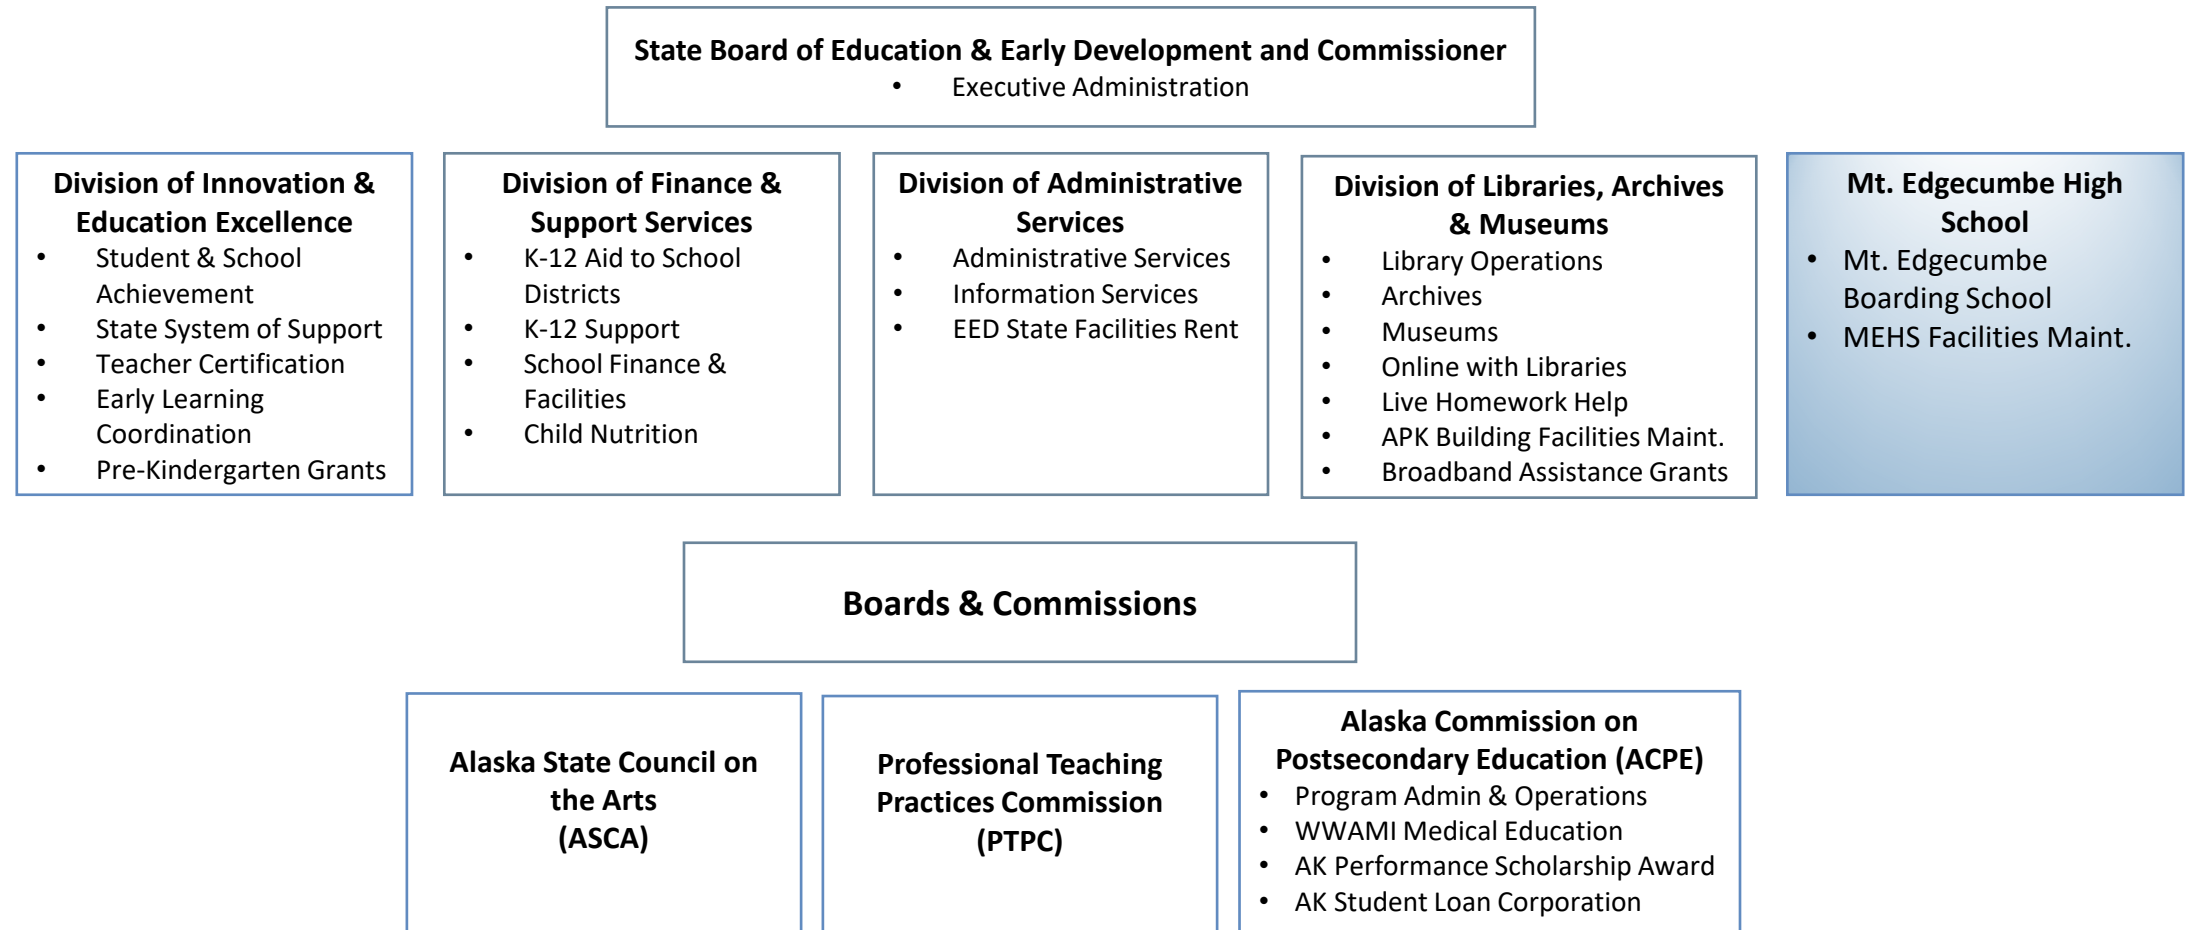 State Board of Education & Early Development and Commissioner
• Executive Administration
Division of Innovation &
Education Excellence
• Student & School
Achievement
• State System of Support
• Teacher Certification
• Early Learning
Coordination
• Pre-Kindergarten Grants
Division of Finance &
Support Services
• K-12 Aid to School
Districts
• K-12 Support
• School Finance &
Facilities
• Child Nutrition
Division of Administrative
Services
• Administrative Services
• Information Services
• EED State Facilities Rent
Division of Libraries, Archives
& Museums
• Library Operations
• Archives
• Museums
• Online with Libraries
• Live Homework Help
• APK Building Facilities Maint.
• Broadband Assistance Grants
Mt. Edgecumbe High
School
• Mt. Edgecumbe
Boarding School
• MEHS Facilities Maint.
Boards & Commissions
Alaska State Council on
the Arts
(ASCA)
Professional Teaching
Practices Commission
(PTPC)
Alaska Commission on
Postsecondary Education (ACPE)
• Program Admin & Operations
• WWAMI Medical Education
• AK Performance Scholarship Award
• AK Student Loan Corporation